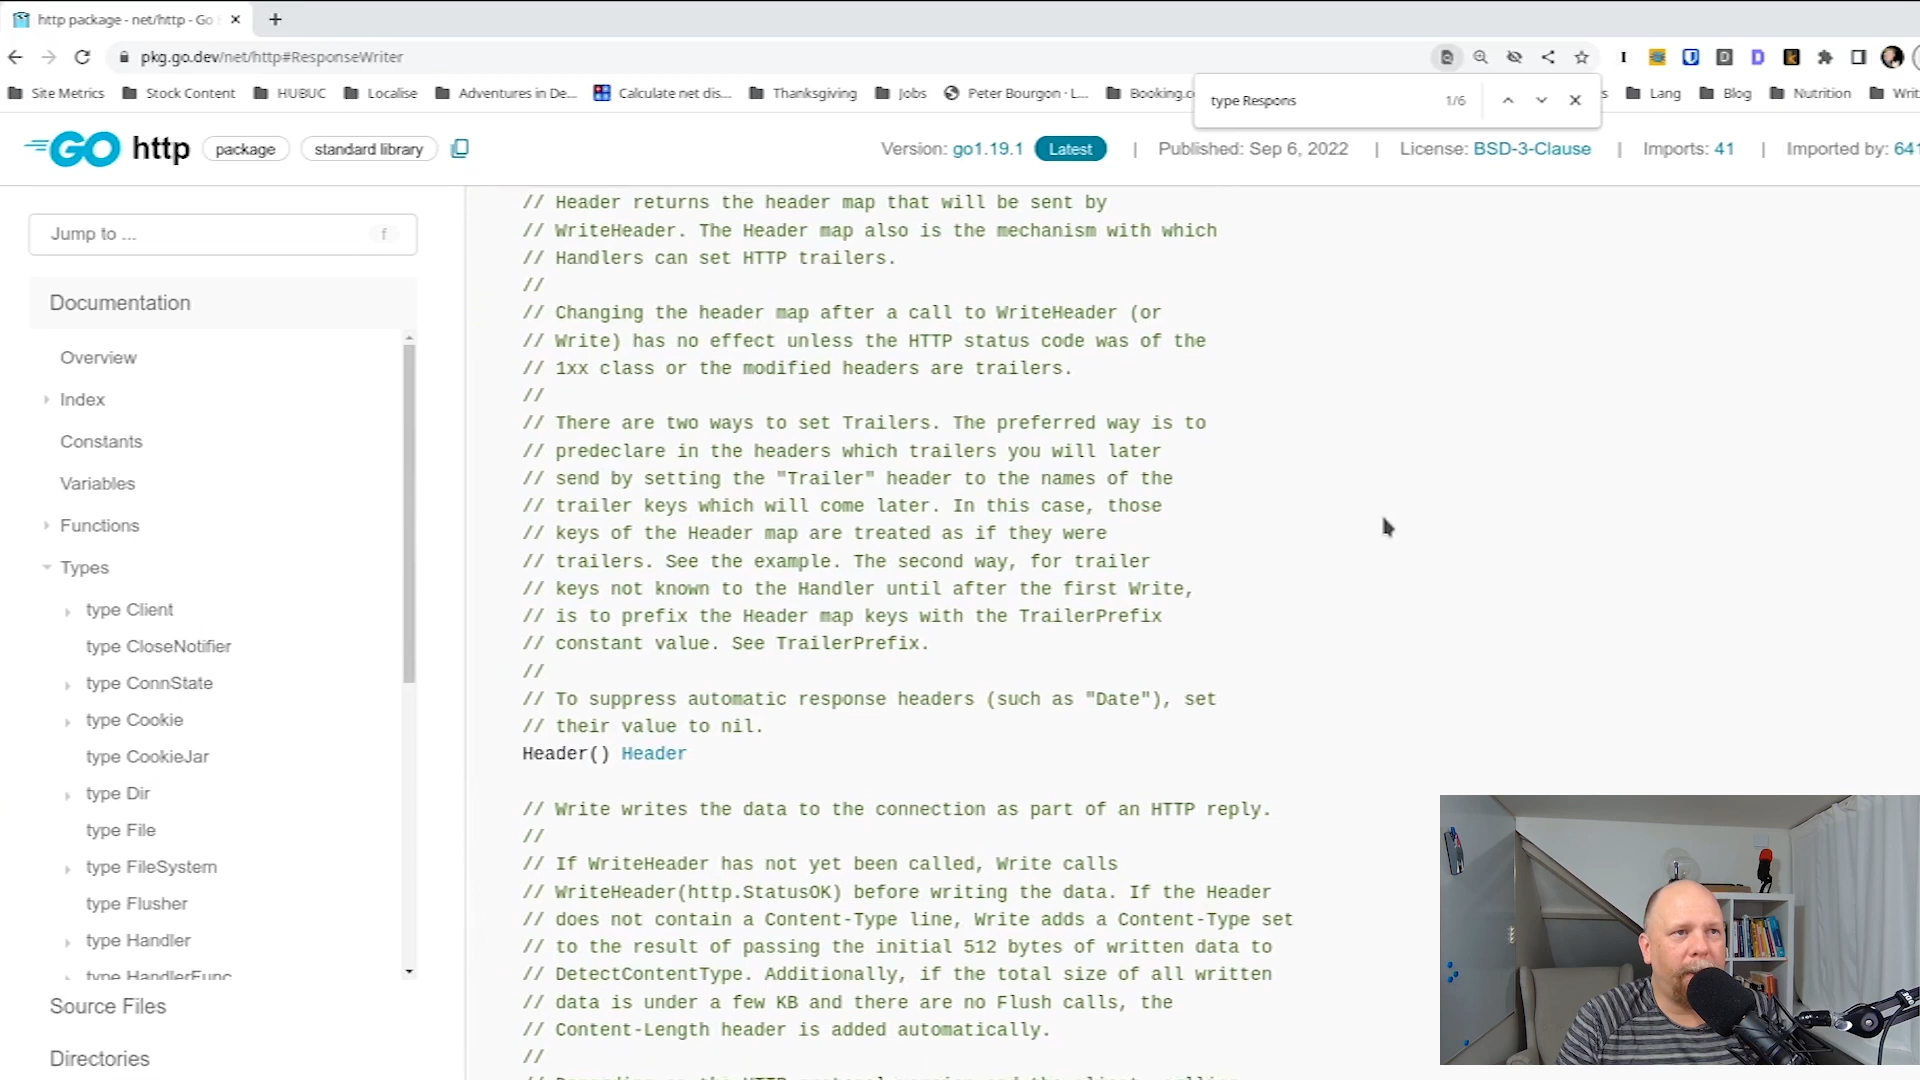 http package - net/http - Go
pkg.go.dev/net/http#ResponseWriter
Site Metrics
Stock Content
HUBUC
Localise
Adventures in De...
Calculate net dis...
Thanksgiving
Jobs
Peter Bourgon · L...
Booking.c
Lang
Blog
Nutrition
Writ
type Respons
1/6
GO http
package
standard library
Version: go1.19.1
Latest
Published: Sep 6, 2022
License: BSD-3-Clause
Imports: 41
Imported by: 641
Jump to ...
f
Documentation
Overview
Index
Constants
Variables
Functions
Types
type Client
type CloseNotifier
type ConnState
type Cookie
type CookieJar
type Dir
type File
type FileSystem
type Flusher
type Handler
type HandlerFunc
Source Files
Directories
// Header returns the header map that will be sent by
// WriteHeader. The Header map also is the mechanism with which
// Handlers can set HTTP trailers.
//
// Changing the header map after a call to WriteHeader (or
// Write) has no effect unless the HTTP status code was of the
// 1xx class or the modified headers are trailers.
//
// There are two ways to set Trailers. The preferred way is to
// predeclare in the headers which trailers you will later
// send by setting the "Trailer" header to the names of the
// trailer keys which will come later. In this case, those
// keys of the Header map are treated as if they were
// trailers. See the example. The second way, for trailer
// keys not known to the Handler until after the first Write,
// is to prefix the Header map keys with the TrailerPrefix
// constant value. See TrailerPrefix.
//
// To suppress automatic response headers (such as "Date"), set
// their value to nil.
Header() Header
// Write writes the data to the connection as part of an HTTP reply.
//
// If WriteHeader has not yet been called, Write calls
// WriteHeader(http.StatusOK) before writing the data. If the Header
// does not contain a Content-Type line, Write adds a Content-Type set
// to the result of passing the initial 512 bytes of written data to
// DetectContentType. Additionally, if the total size of all written
// data is under a few KB and there are no Flush calls, the
// Content-Length header is added automatically.
//